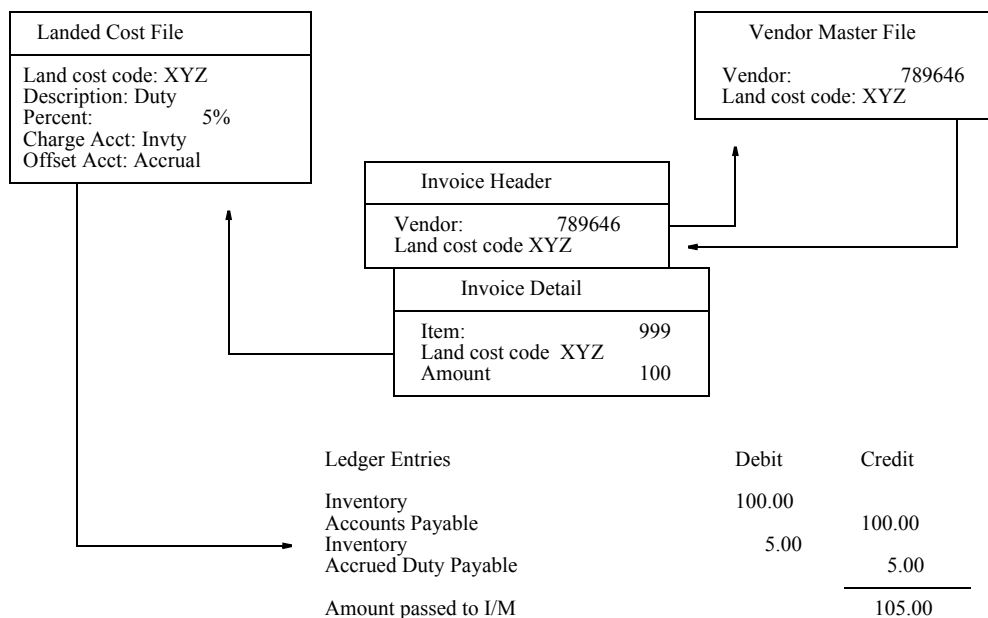 Landed Cost File
Land cost code: XYZ
Description: Duty
Percent: 5%
Charge Acct: Invty
Offset Acct: Accrual
Vendor Master File
Vendor: 789646
Land cost code: XYZ
Invoice Header
Vendor: 789646
Land cost code XYZ
Invoice Detail
Item: 999
Land cost code XYZ
Amount 100
Ledger Entries Debit Credit
Inventory 100.00
Accounts Payable 100.00
Inventory 5.00
Accrued Duty Payable 5.00
Amount passed to I/M 105.00